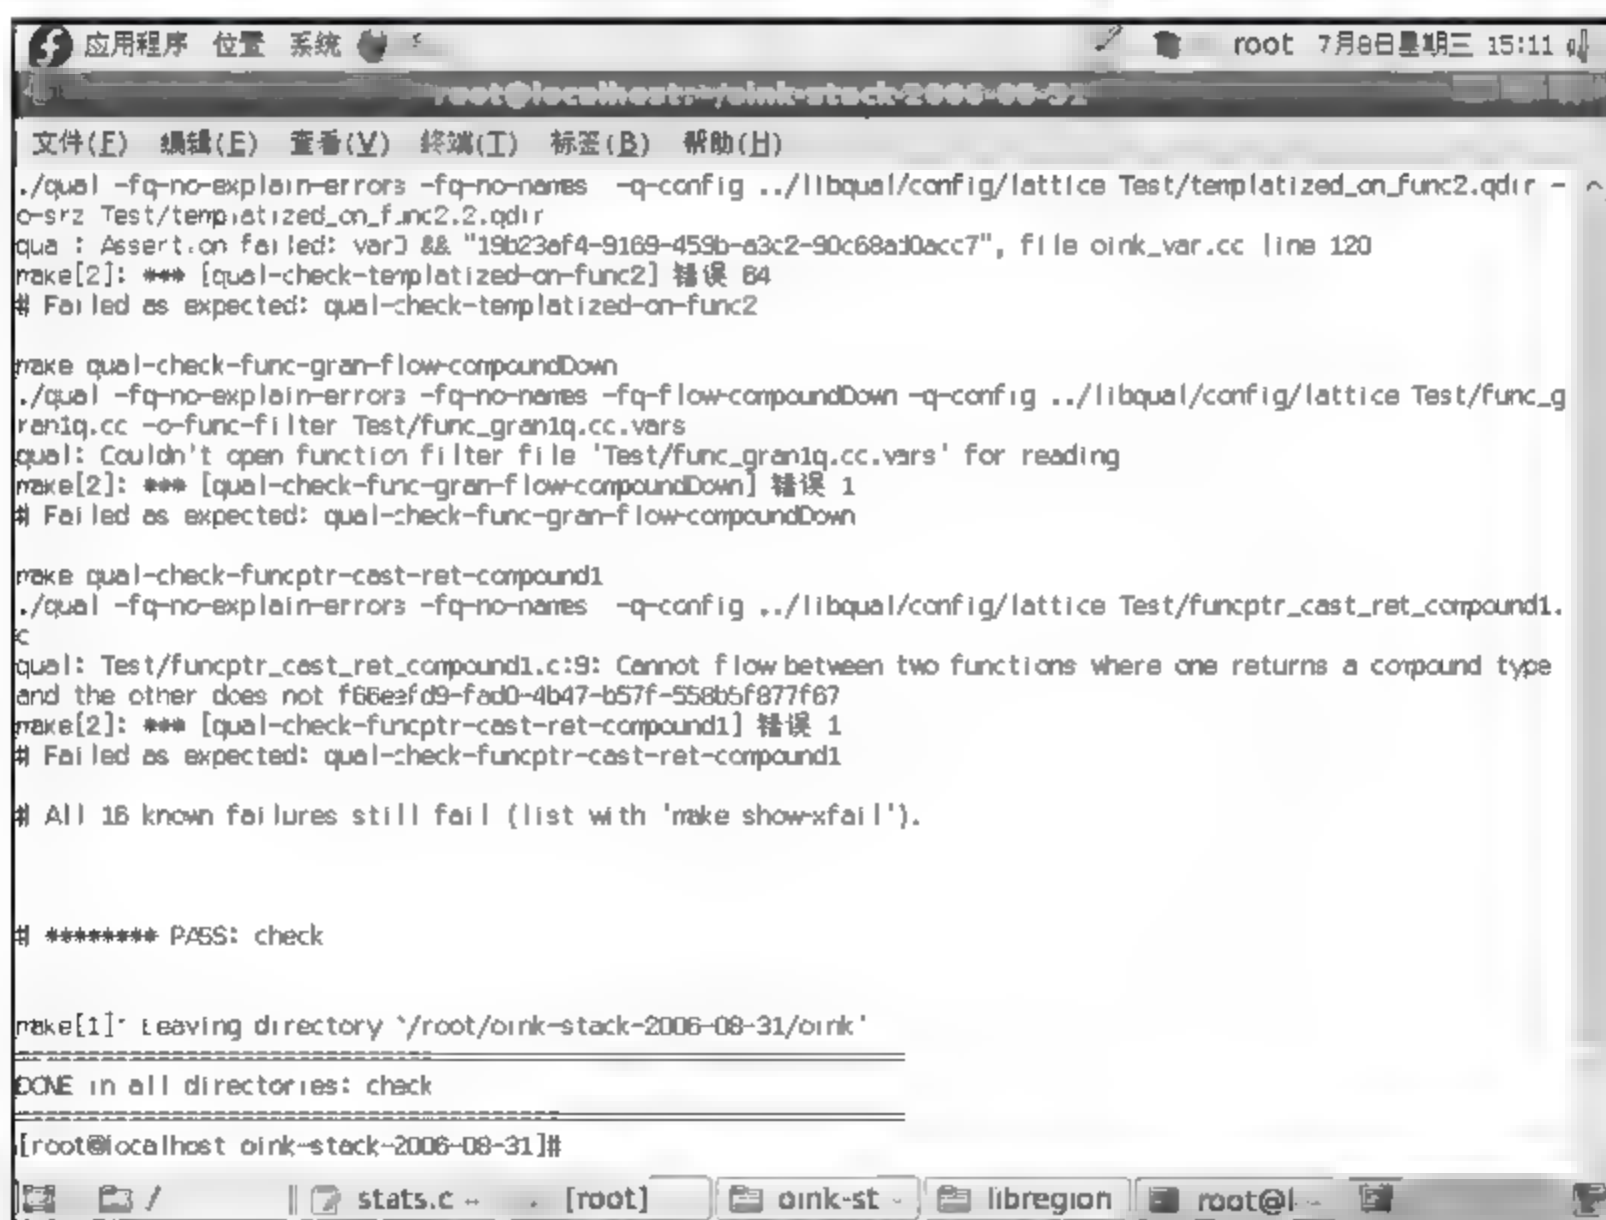 应用程序 位置 系统 root 7月8日星期三 15:11
root@localhost:~/oink-stack-2006-08-31
文件(F) 编辑(E) 查看(V) 终端(T) 标签(B) 帮助(H)
./qual -fq-no-explain-errors -fq-no-names -q-config ../libqual/config/lattice Test/templatized_on_func2.qdir -
o-srz Test/templatized_on_func2.2.qdir
qual: Assertion failed: var() && "19b23af4-9169-459b-a3c2-90c68ad0acc7", file oink_var.cc line 120
make[2]: *** [qual-check-templatized-on-func2] 错误 64
# Failed as expected: qual-check-templatized-on-func2
make qual-check-func-gran-flow-compoundDown
./qual -fq-no-explain-errors -fq-no-names -fq-flow-compoundDown -q-config ../libqual/config/lattice Test/func_g
ran1q.cc -o-func-filter Test/func_gran1q.cc.vars
qual: Couldn't open function filter file 'Test/func_gran1q.cc.vars' for reading
make[2]: *** [qual-check-func-gran-flow-compoundDown] 错误 1
# Failed as expected: qual-check-func-gran-flow-compoundDown
make qual-check-funcptr-cast-ret-compound1
./qual -fq-no-explain-errors -fq-no-names -q-config ../libqual/config/lattice Test/funcptr_cast_ret_compound1.
c
qual: Test/funcptr_cast_ret_compound1.c:9: Cannot flow between two functions where one returns a compound type
and the other does not f66eefd9-fad0-4b47-b57f-558b5f877f67
make[2]: *** [qual-check-funcptr-cast-ret-compound1] 错误 1
# Failed as expected: qual-check-funcptr-cast-ret-compound1
# All 16 known failures still fail (list with 'make show-xfail').
# ******** PASS: check
make[1]: Leaving directory `/root/oink-stack-2006-08-31/oink'
DONE in all directories: check
[root@localhost oink-stack-2006-08-31]#
/ stats.c [root] oink-st libregion root@l